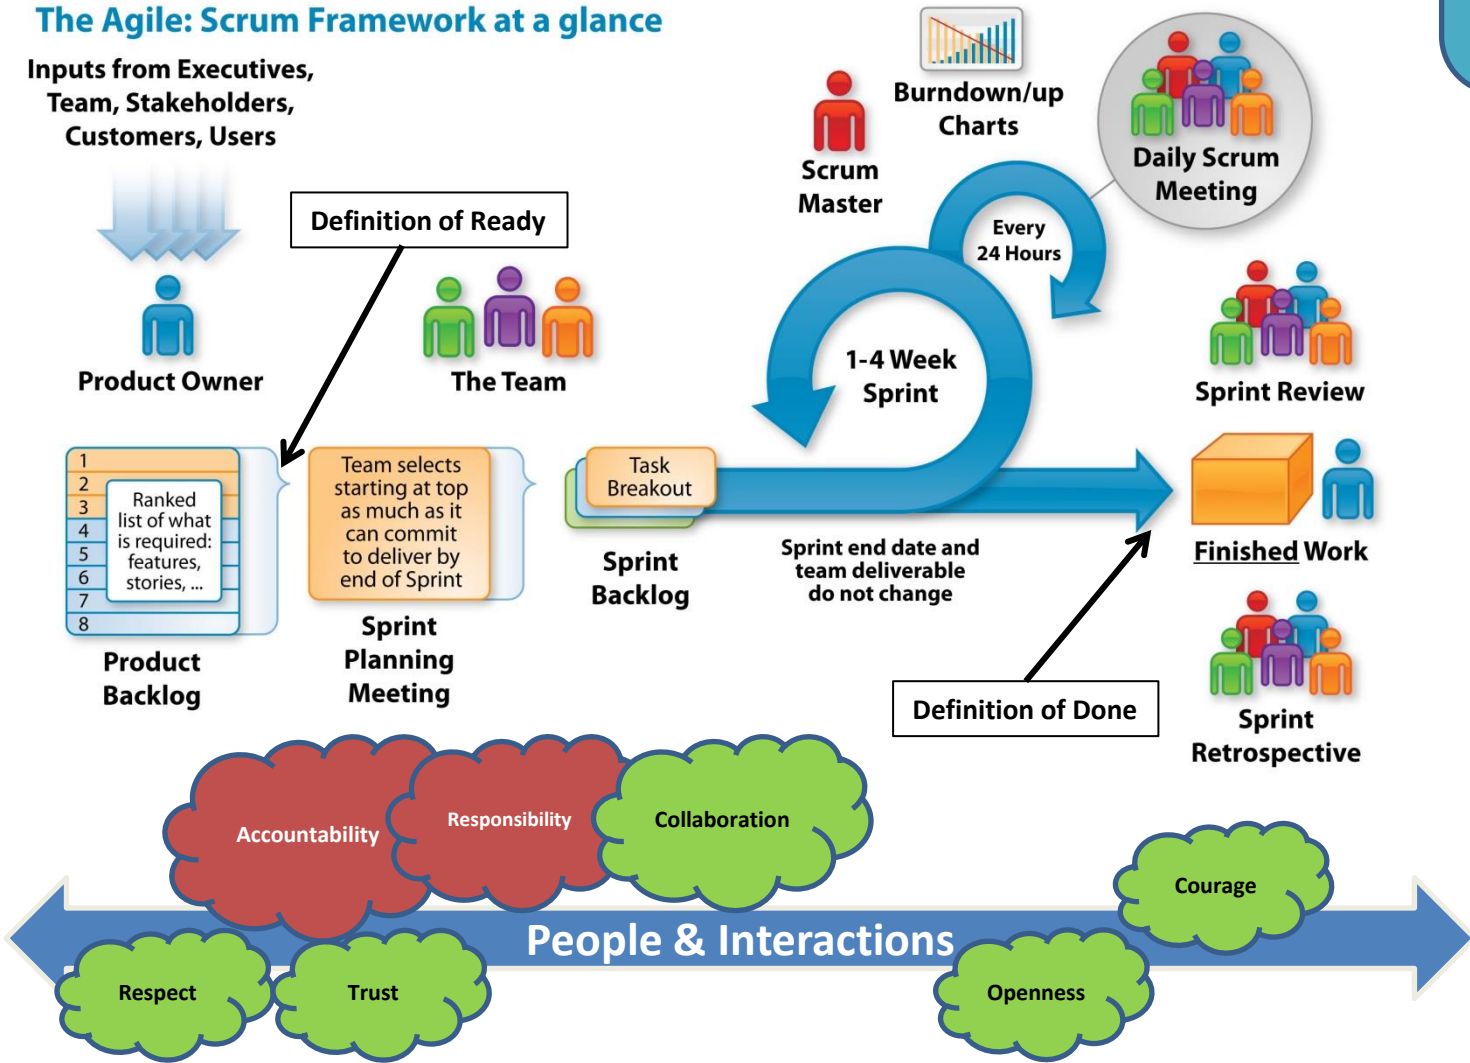 The Agile: Scrum Framework at a glance
Inputs from Executives,
Team, Stakeholders,
Customers, Users
Definition of Ready
Product Owner
The Team
Scrum
Master
Burndown/up
Charts
Daily Scrum
Meeting
Every
24 Hours
1-4 Week
Sprint
Sprint Review
1
2
3
4
5
6
7
8
Ranked
list of what
is required:
features,
stories, ...
Product
Backlog
Team selects
starting at top
as much as it
can commit
to deliver by
end of Sprint
Sprint
Planning
Meeting
Task
Breakout
Sprint
Backlog
Sprint end date and
team deliverable
do not change
Finished Work
Definition of Done
Sprint
Retrospective
Accountability
Responsibility
Collaboration
Courage
People & Interactions
Respect
Trust
Openness